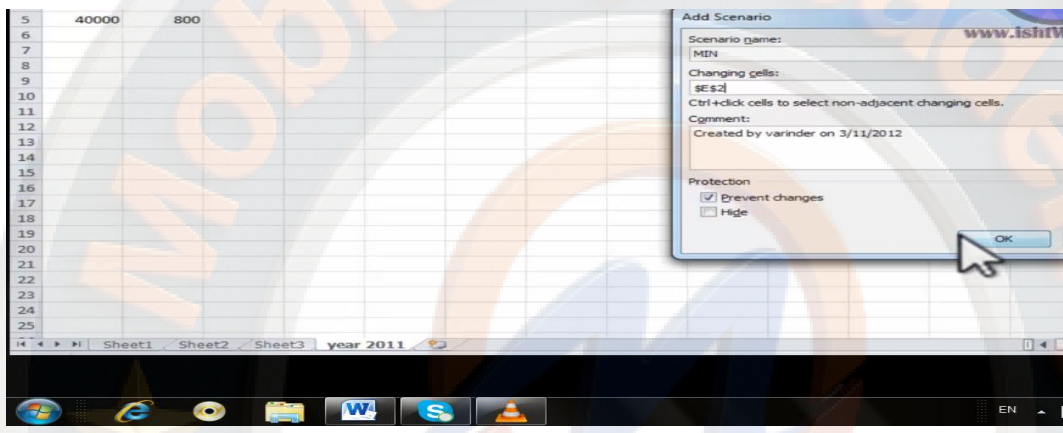 5 40000 800
6
7
8
9
10
11
12
13
14
15
16
17
18
19
20
21
22
23
24
25
Sheet1 Sheet2 Sheet3 year 2011
Add Scenario
Scenario name:
MIN
Changing cells:
$E$2
Ctrl+click cells to select non-adjacent changing cells.
Comment:
Created by varinder on 3/11/2012
Protection
Prevent changes
Hide
OK
EN